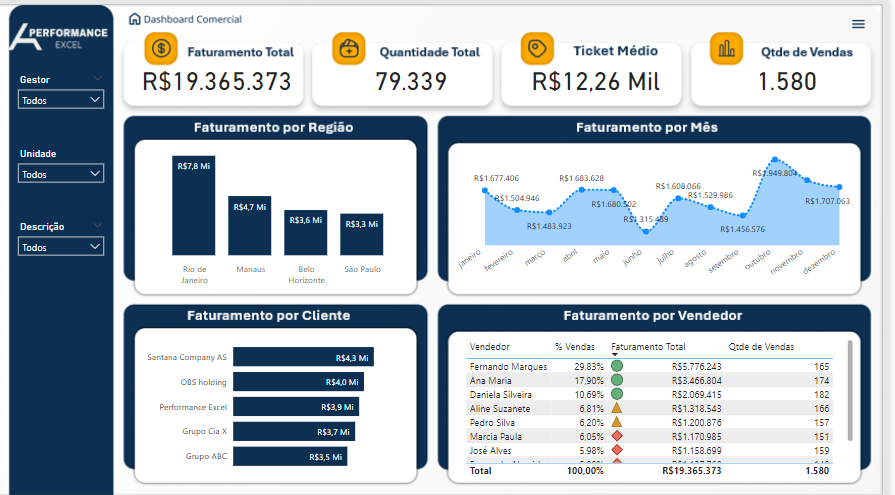 PERFORMANCE
EXCEL
Dashboard Comercial
Gestor
Todos
Unidade
Todos
Descrição
Todos
Faturamento Total
R$19.365.373
Quantidade Total
79.339
Ticket Médio
R$12,26 Mil
Qtde de Vendas
1.580
Faturamento por Região
R$7,8 Mi
R$4,7 Mi
R$3,6 Mi
R$3,3 Mi
Rio de
Janeiro
Manaus
Belo
Horizonte
São Paulo
Faturamento por Mês
R$1.677.406
R$1.504.946
R$1.483.923
R$1.683.628
R$1.315.489
R$1.608.066
R$1.529.986
R$1.456.576
R$1.949.804
R$1.707.063
janeiro
fevereiro
março
abril
maio
junho
julho
agosto
setembro
outubro
novembro
dezembro
Faturamento por Cliente
Santana Company AS R$4,3 Mi
OBS holding R$4,0 Mi
Performance Excel R$3,9 Mi
Grupo Cia X R$3,7 Mi
Grupo ABC R$3,5 Mi
Faturamento por Vendedor
Vendedor % Vendas Faturamento Total Qtde de Vendas
Fernando Marques 29,83% R$5.776.243 165
Ana Maria 17,90% R$3.466.804 174
Daniela Silveira 10,69% R$2.069.415 182
Aline Suzanete 6,81% R$1.318.543 166
Pedro Silva 6,20% R$1.200.876 157
Marcia Paula 6,05% R$1.170.985 151
José Alves 5,98% R$1.158.699 159
Total 100,00% R$19.365.373 1.580